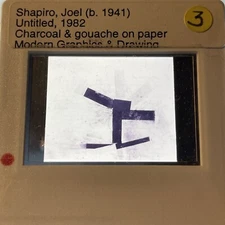 Shapiro, Joel (b. 1941)
Untitled, 1982
Charcoal & gouache on paper
Modern Graphics & Drawing
3